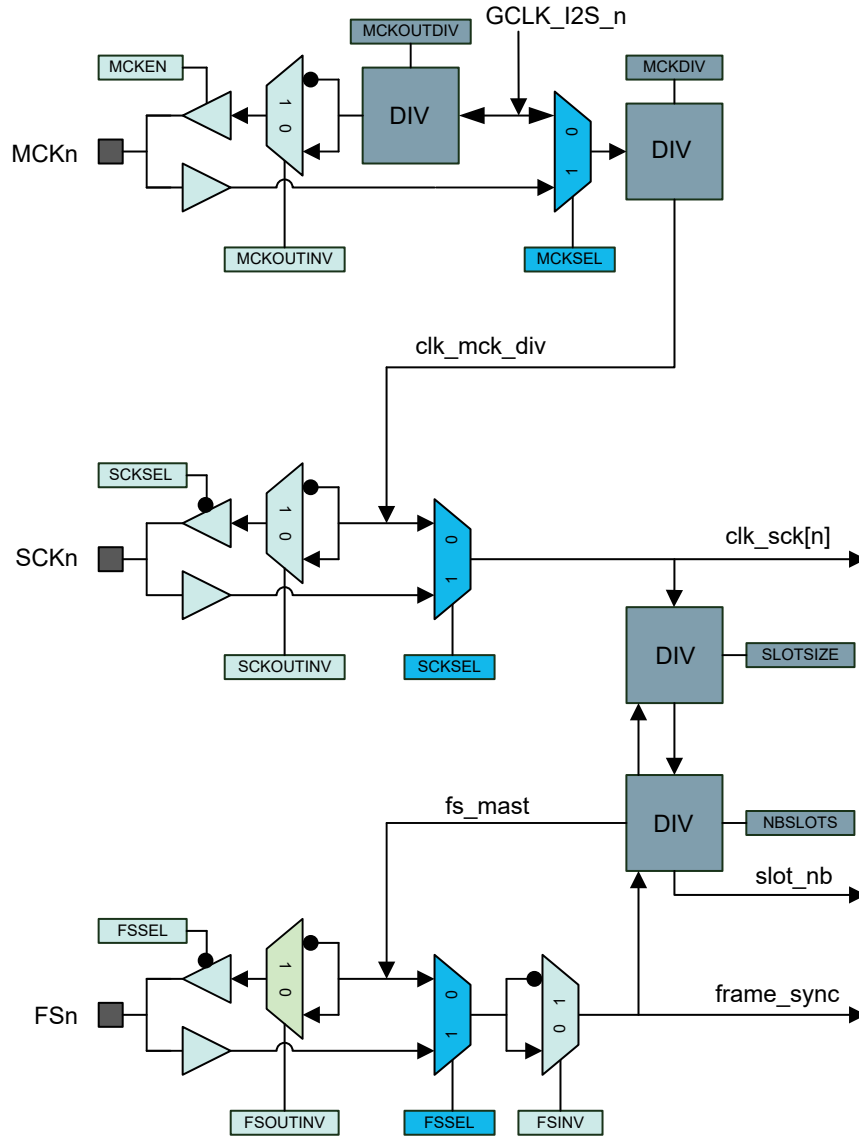 MCKOUTDIV
GCLK_I2S_n
MCKEN
MCKDIV
1
0
DIV
0
1
DIV
MCKn
MCKOUTINV
MCKSEL
clk_mck_div
SCKSEL
1
0
0
1
SCKn
clk_sck[n]
SCKOUTINV
SCKSEL
DIV
SLOTSIZE
fs_mast
DIV
NBSLOTS
slot_nb
FSSEL
1
0
0
1
1
0
FSn
frame_sync
FSOUTINV
FSSEL
FSINV